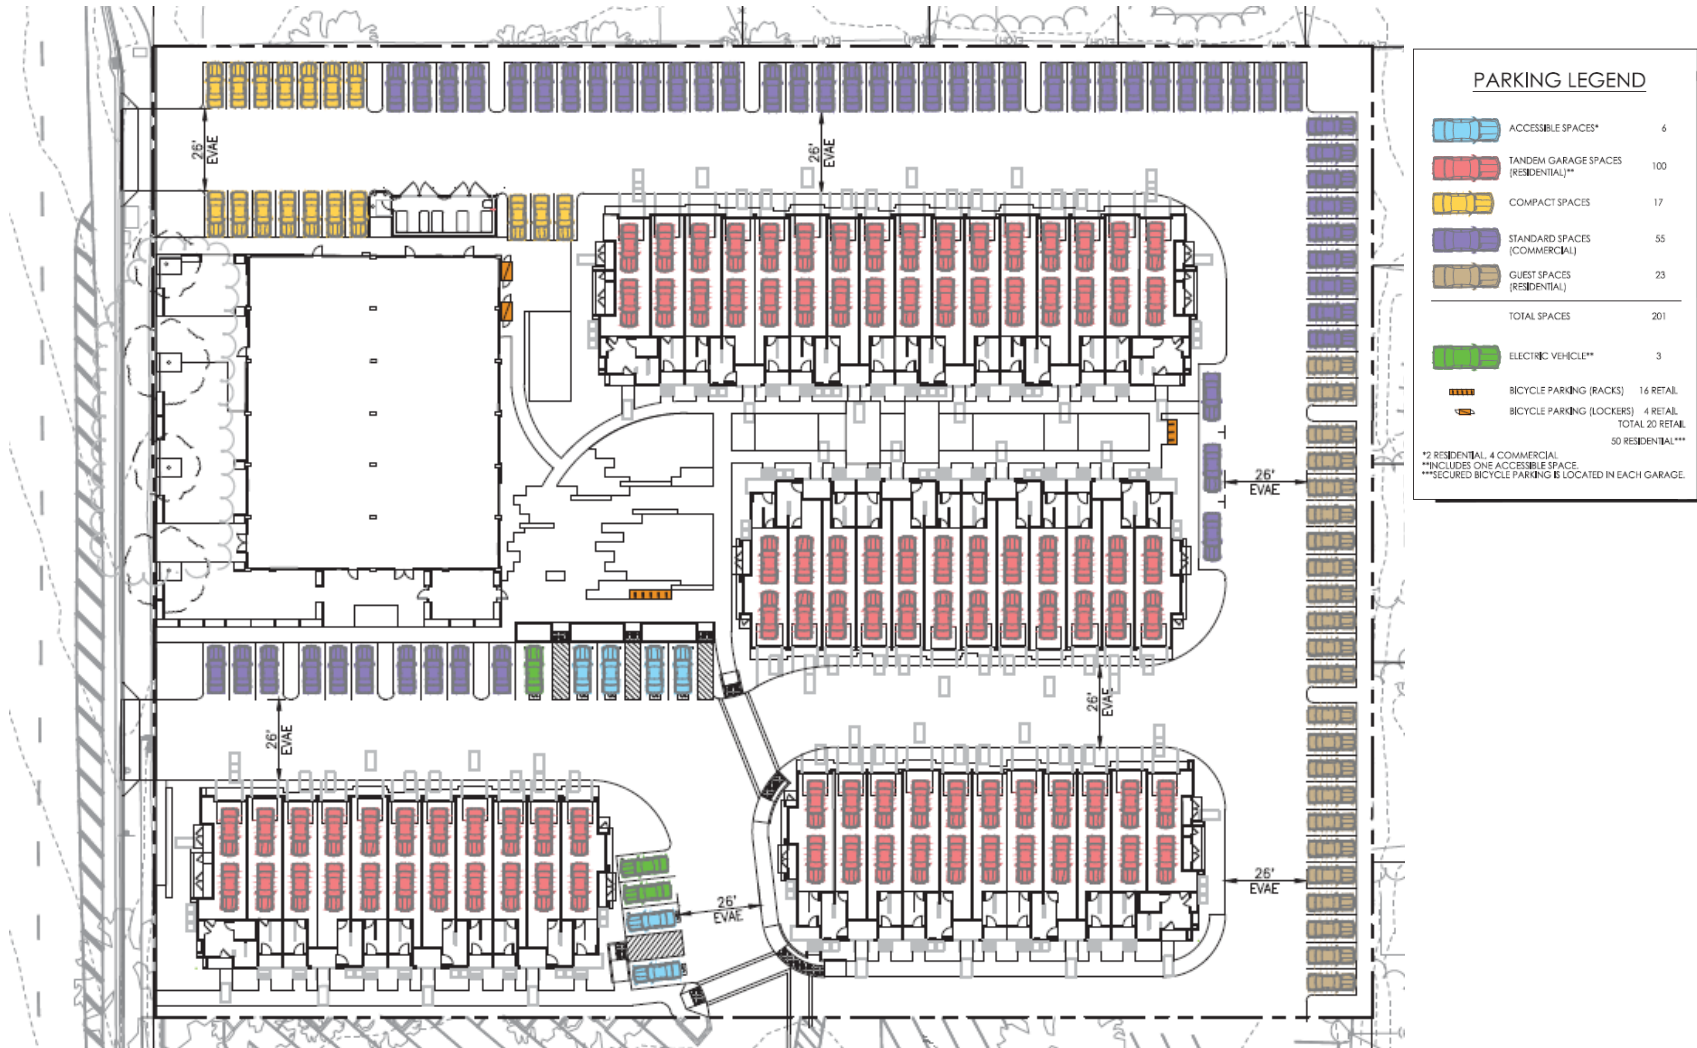 PARKING LEGEND
ACCESSIBLE SPACES* 6
TANDEM GARAGE SPACES 100
(RESIDENTIAL)**
COMPACT SPACES 17
STANDARD SPACES 55
(COMMERCIAL)
GUEST SPACES 23
(RESIDENTIAL)
TOTAL SPACES 201
ELECTRIC VEHICLE** 3
BICYCLE PARKING (RACKS) 16 RETAIL
BICYCLE PARKING (LOCKERS) 4 RETAIL
TOTAL 20 RETAIL
50 RESIDENTIAL***
*2 RESIDENTIAL, 4 COMMERCIAL
**INCLUDES ONE ACCESSIBLE SPACE.
***SECURED BICYCLE PARKING IS LOCATED IN EACH GARAGE.
26'
EVAE
26'
EVAE
26'
EVAE
26'
EVAE
26'
EVAE
26'
EVAE
26'
EVAE